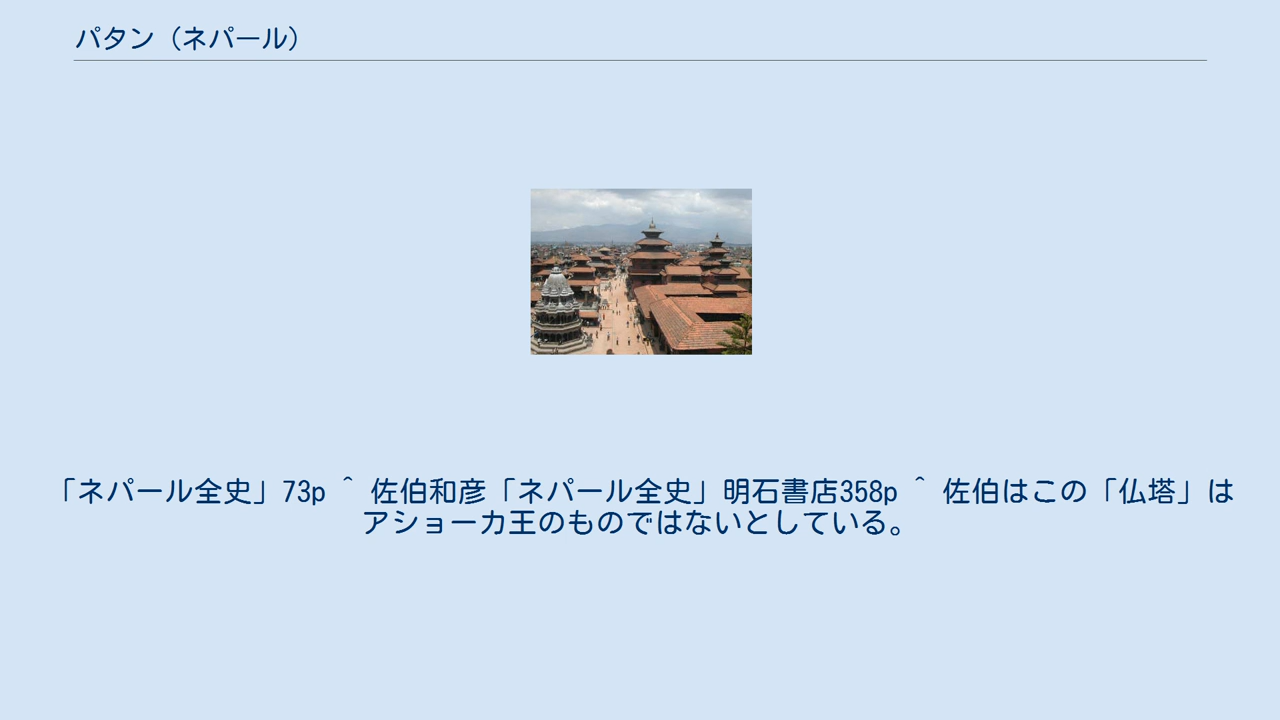 パタン（ネパール）
「ネパール全史」73p ^ 佐伯和彦「ネパール全史」明石書店358p ^ 佐伯はこの「仏塔」は
アショーカ王のものではないとしている。